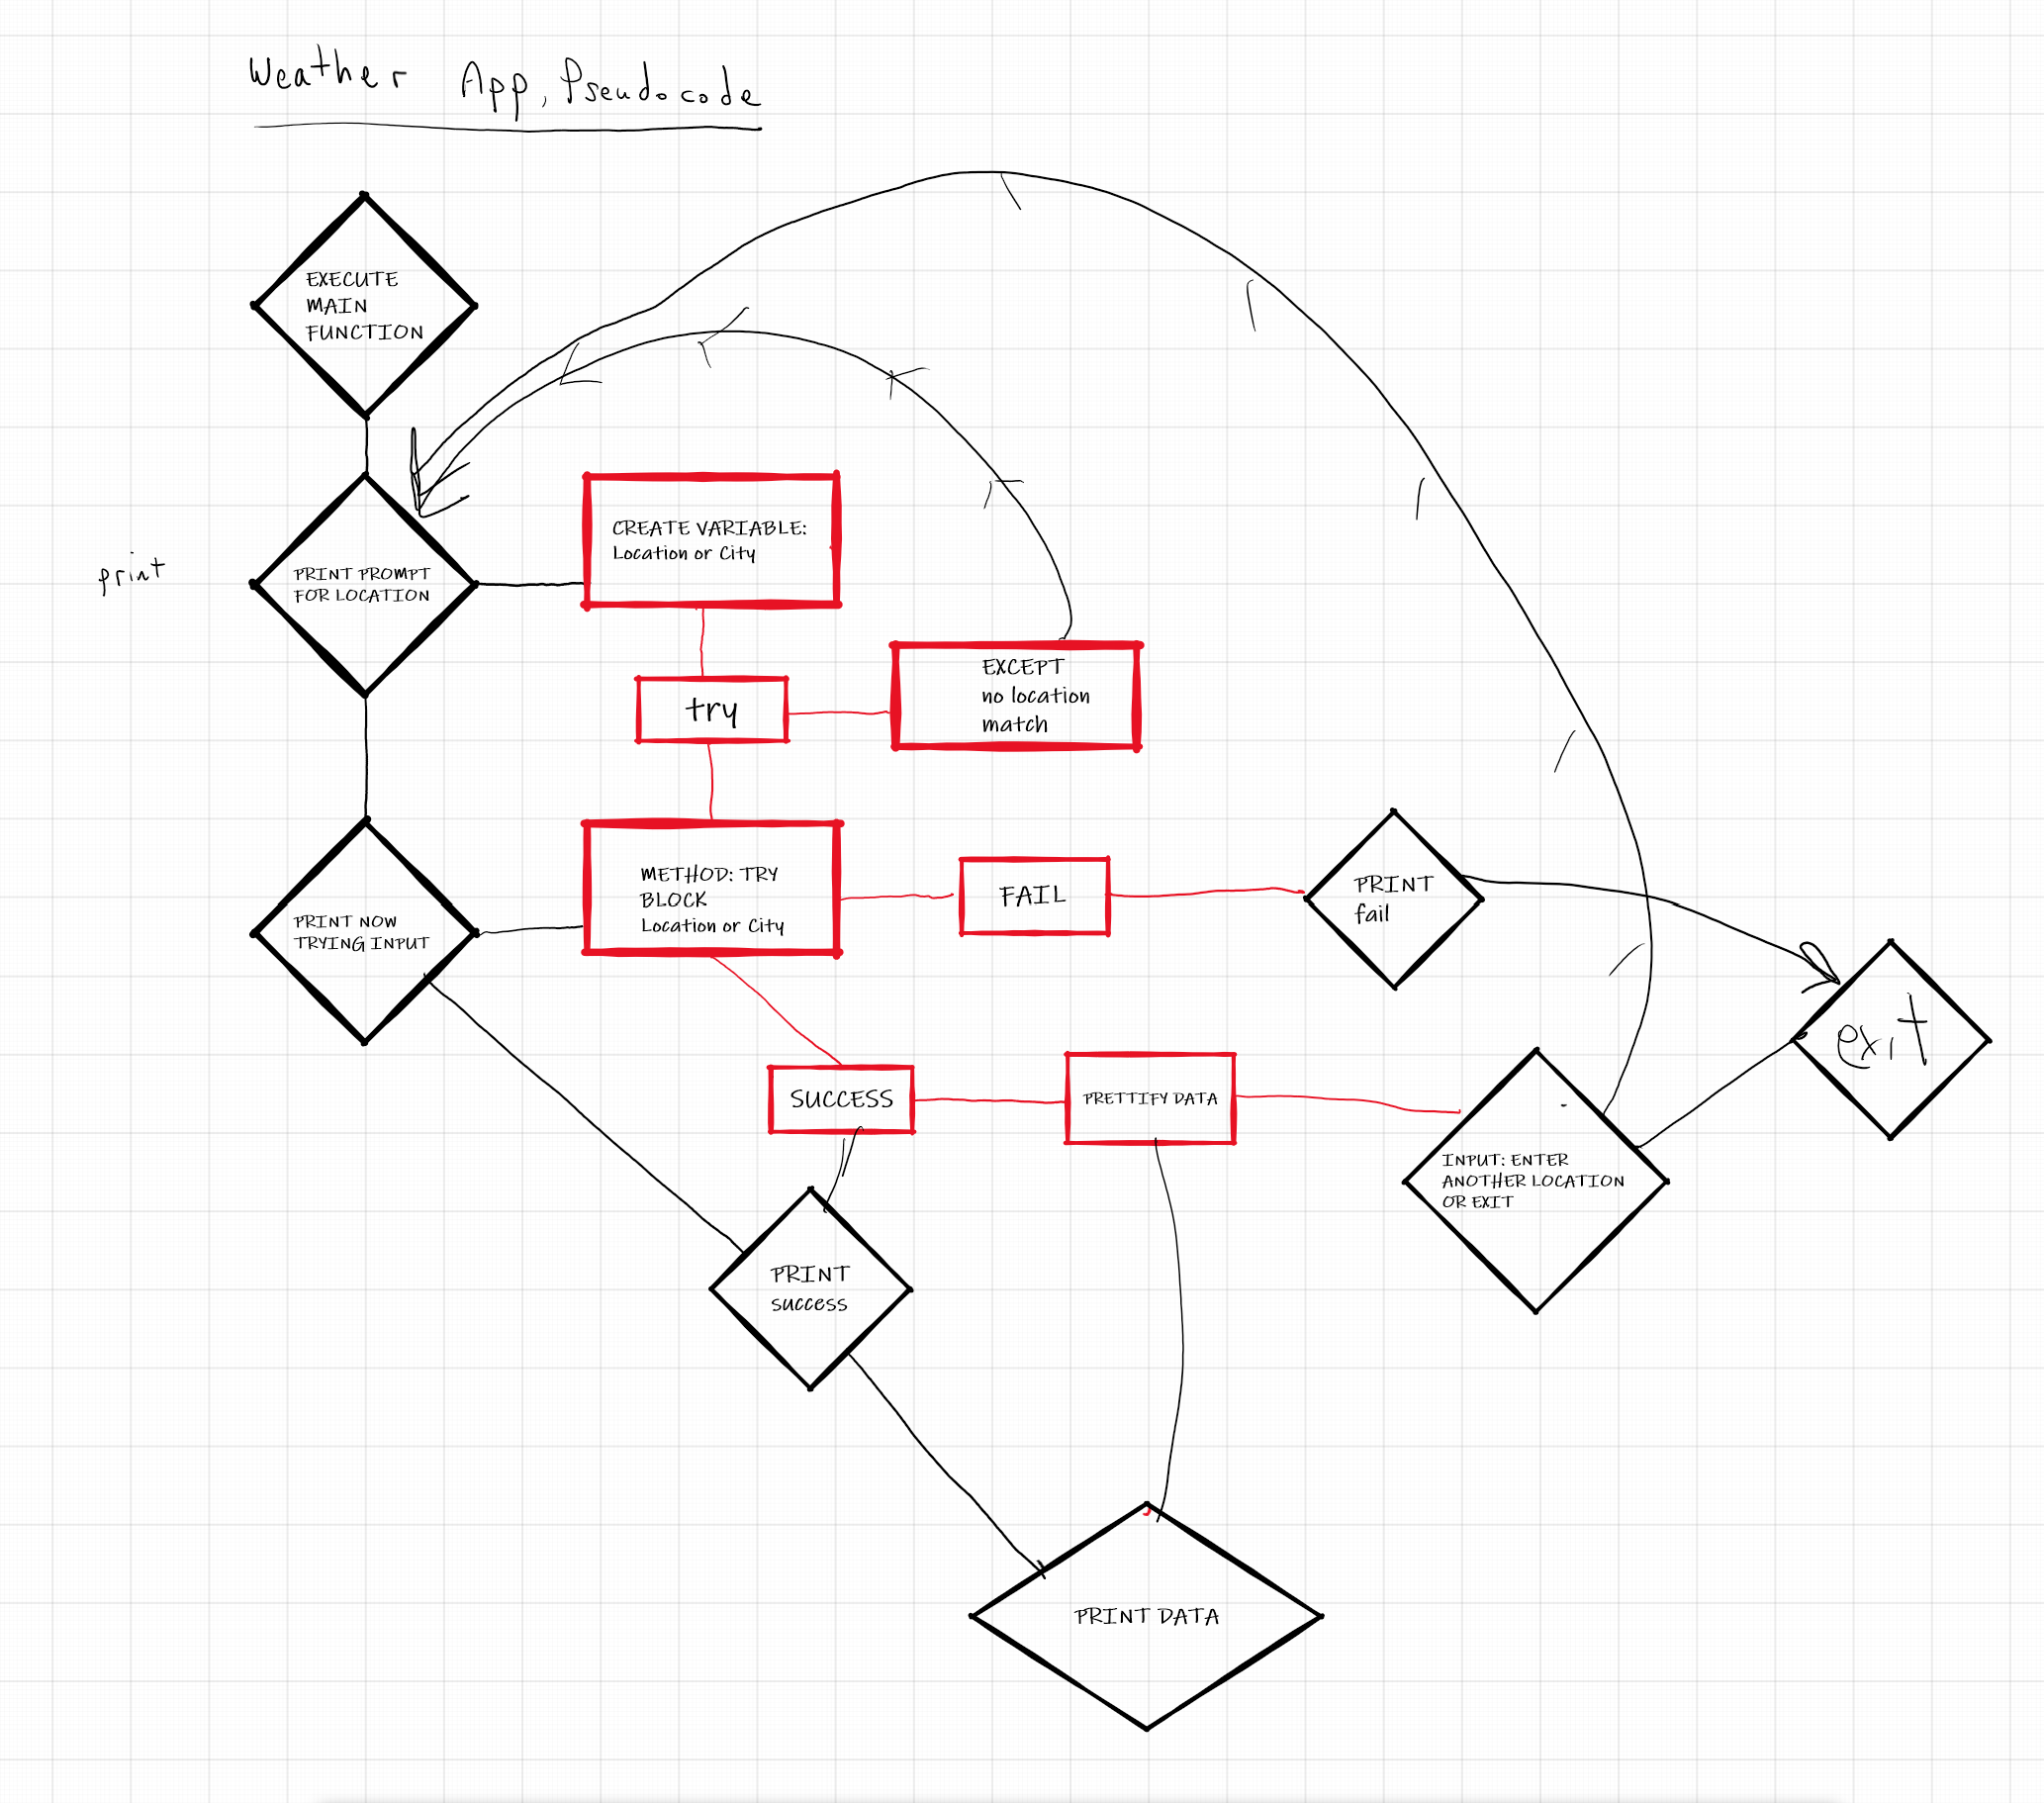 Weather App, Pseudocode
EXECUTE
MAIN
FUNCTION
print
PRINT PROMPT
FOR LOCATION
CREATE VARIABLE:
Location or City
try
EXCEPT
no location
match
PRINT NOW
TRYING INPUT
METHOD: TRY
BLOCK
Location or City
FAIL
PRINT
fail
exit
SUCCESS
PRETTIFY DATA
INPUT: ENTER
ANOTHER LOCATION
OR EXIT
PRINT
success
PRINT DATA